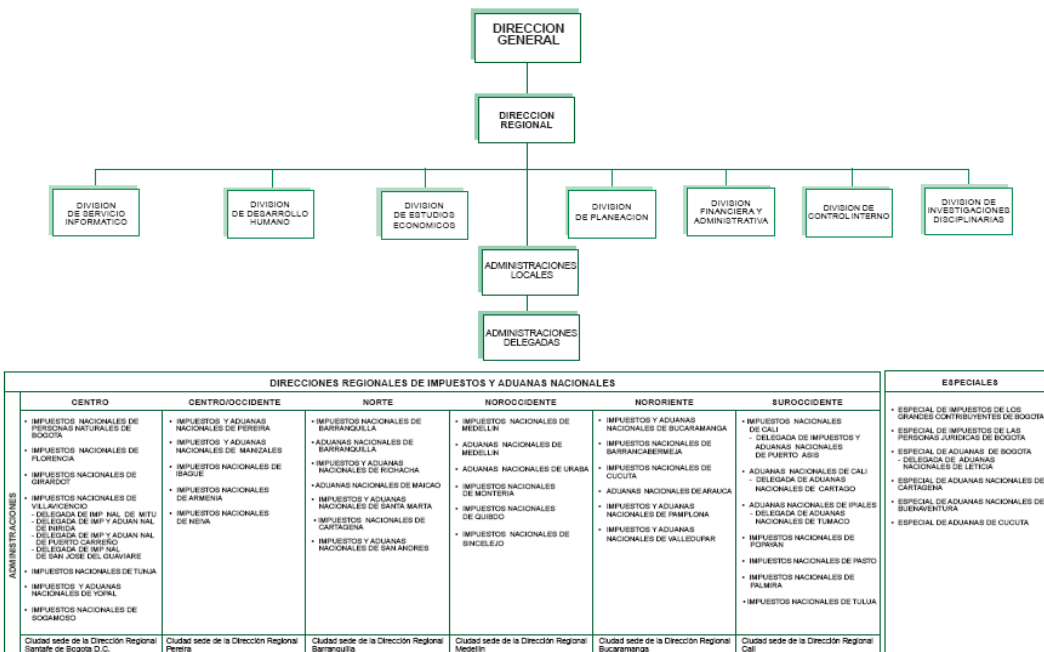 DIRECCION
GENERAL
DIRECCION
REGIONAL
DIVISION
DE SERVICIO
INFORMATICO
DIVISION
DE DESARROLLO
HUMANO
DIVISION
DE ESTUDIOS
ECONOMICOS
DIVISION
DE PLANEACION
DIVISION
FINANCIERA Y
ADMINISTRATIVA
DIVISION DE
CONTROL INTERNO
DIVISION DE
INVESTIGACIONES
DISCIPLINARIAS
ADMINISTRACIONES
LOCALES
ADMINISTRACIONES
DELEGADAS
DIRECCIONES REGIONALES DE IMPUESTOS Y ADUANAS NACIONALES
ADMINISTRACIONES
CENTRO
• IMPUESTOS NACIONALES DE
PERSONAS NATURALES DE
BOGOTA
• IMPUESTOS NACIONALES DE
FLORENCIA
• IMPUESTOS NACIONALES DE
GIRARDOT
• IMPUESTOS NACIONALES DE
VILLAVICENCIO
- DELEGADA DE IMP NAL DE MITU
- DELEGADA DE IMP Y ADUAN NAL
DE INIRIDA
- DELEGADA DE IMP Y ADUAN NAL
DE PUERTO CARREÑO
- DELEGADA DE IMP NAL
DE SAN JOSE DEL GUAVIARE
• IMPUESTOS NACIONALES DE TUNJA
• IMPUESTOS Y ADUANAS
NACIONALES DE YOPAL
• IMPUESTOS NACIONALES DE
SOGAMOSO
Ciudad sede de la Dirección Regional
Santafe de Bogota D.C.
CENTRO/OCCIDENTE
• IMPUESTOS Y ADUANAS
NACIONALES DE PEREIRA
• IMPUESTOS Y ADUANAS
NACIONALES DE MANIZALES
• IMPUESTOS NACIONALES DE
IBAGUE
• IMPUESTOS NACIONALES
DE ARMENIA
• IMPUESTOS NACIONALES
DE NEIVA
Ciudad sede de la Dirección Regional
Pereira
NORTE
• IMPUESTOS NACIONALES DE
BARRANQUILLA
• ADUANAS NACIONALES DE
BARRANQUILLA
• IMPUESTOS Y ADUANAS
NACIONALES DE RIOHACHA
• ADUANAS NACIONALES DE MAICAO
• IMPUESTOS Y ADUANAS
NACIONALES DE SANTA MARTA
• IMPUESTOS NACIONALES DE
CARTAGENA
• IMPUESTOS Y ADUANAS
NACIONALES DE SAN ANDRES
Ciudad sede de la Dirección Regional
Barranquilla
NOROCCIDENTE
• IMPUESTOS NACIONALES DE
MEDELLIN
• ADUANAS NACIONALES DE
MEDELLIN
• ADUANAS NACIONALES DE URABA
• IMPUESTOS NACIONALES
DE MONTERIA
• IMPUESTOS NACIONALES
DE QUIBDO
• IMPUESTOS NACIONALES DE
SINCELEJO
Ciudad sede de la Dirección Regional
Medellin
NORORIENTE
• IMPUESTOS Y ADUANAS
NACIONALES DE BUCARAMANGA
• IMPUESTOS NACIONALES DE
BARRANCABERMEJA
• IMPUESTOS NACIONALES DE
CUCUTA
• ADUANAS NACIONALES DE ARAUCA
• IMPUESTOS Y ADUANAS
NACIONALES DE PAMPLONA
• IMPUESTOS Y ADUANAS
NACIONALES DE VALLEDUPAR
Ciudad sede de la Dirección Regional
Bucaramanga
SUROCCIDENTE
• IMPUESTOS NACIONALES
DE CALI
- DELEGADA DE IMPUESTOS Y
ADUANAS NACIONALES
DE PUERTO ASIS
• ADUANAS NACIONALES DE CALI
- DELEGADA DE ADUANAS
NACIONALES DE CARTAGO
• ADUANAS NACIONALES DE IPIALES
- DELEGADA DE ADUANAS
NACIONALES DE TUMACO
• IMPUESTOS NACIONALES DE
POPAYAN
• IMPUESTOS NACIONALES DE PASTO
• IMPUESTOS NACIONALES DE
PALMIRA
• IMPUESTOS NACIONALES DE TULUA
Ciudad sede de la Dirección Regional
Cali
ESPECIALES
• ESPECIAL DE IMPUESTOS DE LOS
GRANDES CONTRIBUYENTES DE BOGOTA
• ESPECIAL DE IMPUESTOS DE LAS
PERSONAS JURIDICAS DE BOGOTA
• ESPECIAL DE ADUANAS DE BOGOTA
- DELEGADA DE ADUANAS
NACIONALES DE LETICIA
• ESPECIAL DE ADUANAS NACIONALES DE
CARTAGENA
• ESPECIAL DE ADUANAS NACIONALES DE
BUENAVENTURA
• ESPECIAL DE ADUANAS DE CUCUTA